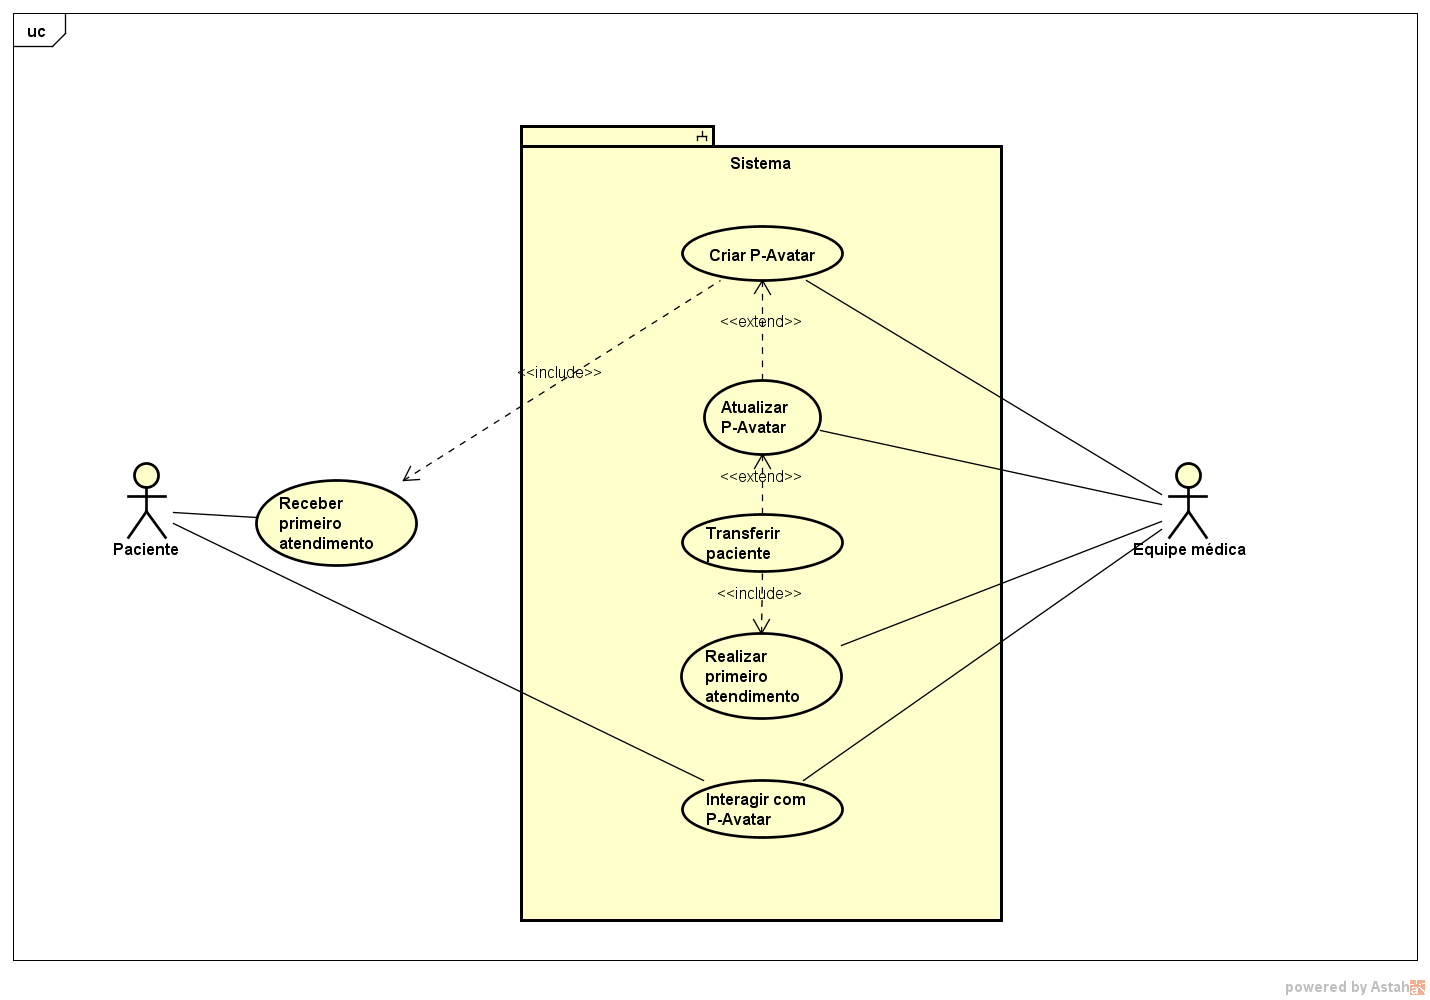 uc
Sistema
Criar P-Avatar
<<extend>>
<<include>>
Atualizar
P-Avatar
<<extend>>
Receber
primeiro
atendimento
Paciente
Transferir
paciente
Equipe médica
<<include>>
Realizar
primeiro
atendimento
Interagir com
P-Avatar
powered by Astah